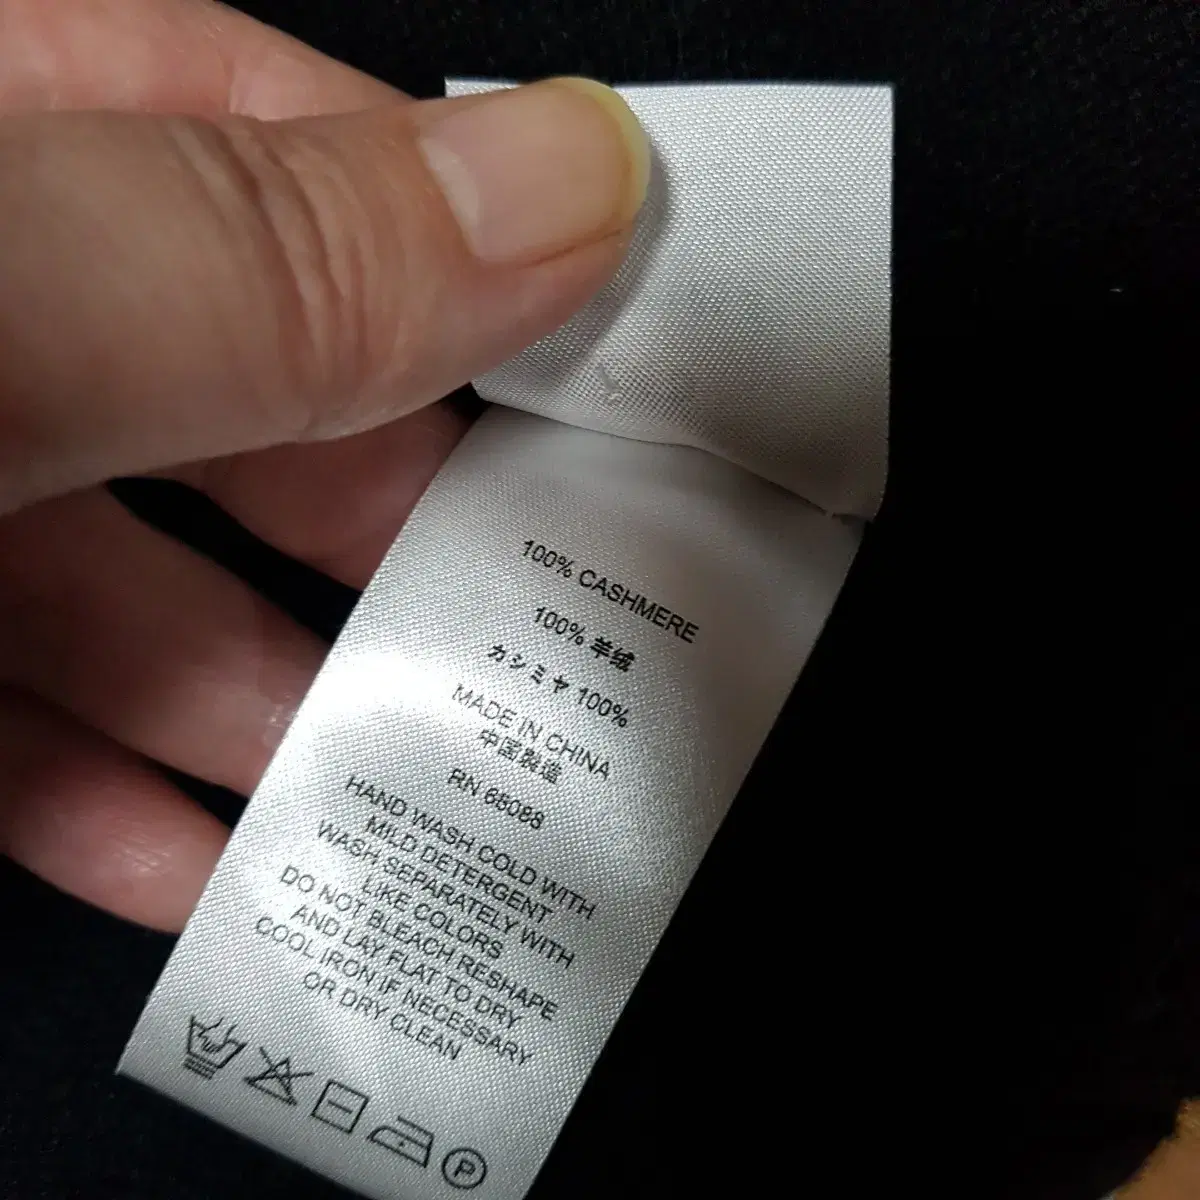 100% CASHMERE
100% 羊绒
カシミヤ 100%
MADE IN CHINA
中国製造
RN 65088
HAND WASH COLD WITH
MILD DETERGENT
WASH SEPARATELY WITH
LIKE COLORS
DO NOT BLEACH RESHAPE
AND LAY FLAT TO DRY
COOL IRON IF NECESSARY
OR DRY CLEAN
P